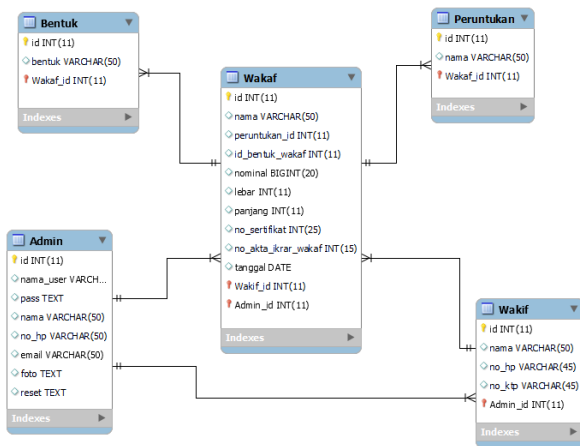 Bentuk
id INT(11)
bentuk VARCHAR(50)
Wakaf_id INT(11)
Indexes
Peruntukan
id INT(11)
nama VARCHAR(50)
Wakaf_id INT(11)
Indexes
Wakaf
id INT(11)
nama VARCHAR(50)
peruntukan_id INT(11)
id_bentuk_wakaf INT(11)
nominal BIGINT(20)
lebar INT(11)
panjang INT(11)
no_sertifikat INT(25)
no_akta_ikrar_wakaf INT(15)
tanggal DATE
Wakif_id INT(11)
Admin_id INT(11)
Indexes
Admin
id INT(11)
nama_user VARCH...
pass TEXT
nama VARCHAR(50)
no_hp VARCHAR(50)
email VARCHAR(50)
foto TEXT
reset TEXT
Indexes
Wakif
id INT(11)
nama VARCHAR(50)
no_hp VARCHAR(45)
no_ktp VARCHAR(45)
Admin_id INT(11)
Indexes